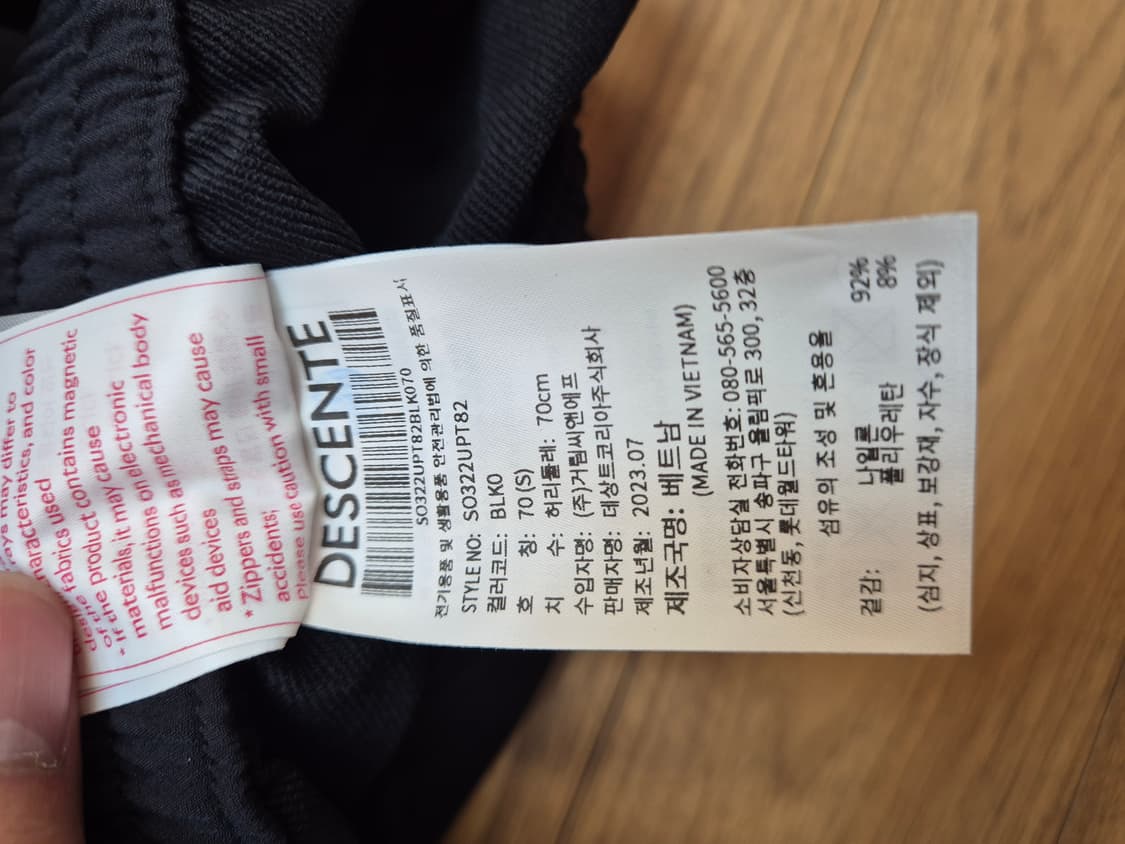 ays may differ to
characteristics, and color
fabrics used
of the product contains magnetic
* If the product may cause
materials, it may cause
malfunctions on electronic
devices such as mechanical body
aid devices
* Zippers and straps may cause
accidents;
Please use caution with small
DESCENTE
SO322UPT82BLK070
전기용품 및 생활용품 안전관리법에 의한 품질표시
STYLE NO: SO322UPT82
컬러코드: BLK0
호 칭: 70 (S)
치 수: 허리둘레: 70cm
수입자명: (주)거팀씨앤에프
판매자명: 데상트코리아주식회사
제조년월: 2023.07
제조국명: 베트남
(MADE IN VIETNAM)
소비자상담실 전화번호: 080-565-5600
서울특별시 송파구 올림픽로 300, 32층
(신천동, 롯데월드타워)
섬유의 조성 및 혼용율
겉감: 나일론 92%
폴리우레탄 8%
(심지, 상표, 보강재, 자수, 장식 제외)